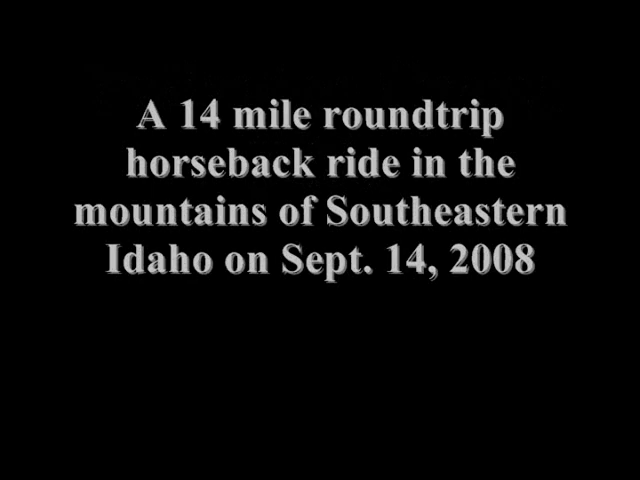 A 14 mile roundtrip
horseback ride in the
mountains of Southeastern
Idaho on Sept. 14, 2008